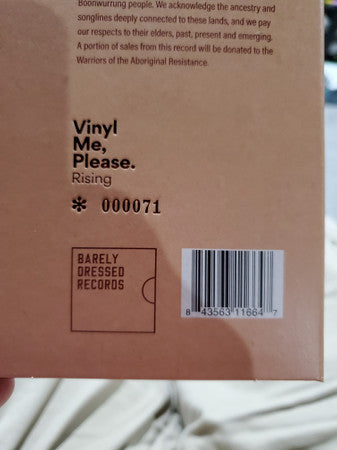 Boonwurrung people. We acknowledge the ancestry and
songlines deeply connected to these lands, and we pay
our respects to their elders, past, present and emerging.
A portion of sales from this record will be donated to the
Warriors of the Aboriginal Resistance.
Vinyl
Me,
Please.
Rising
* 000071
BARELY
DRESSED
RECORDS
8 43563 11664 7